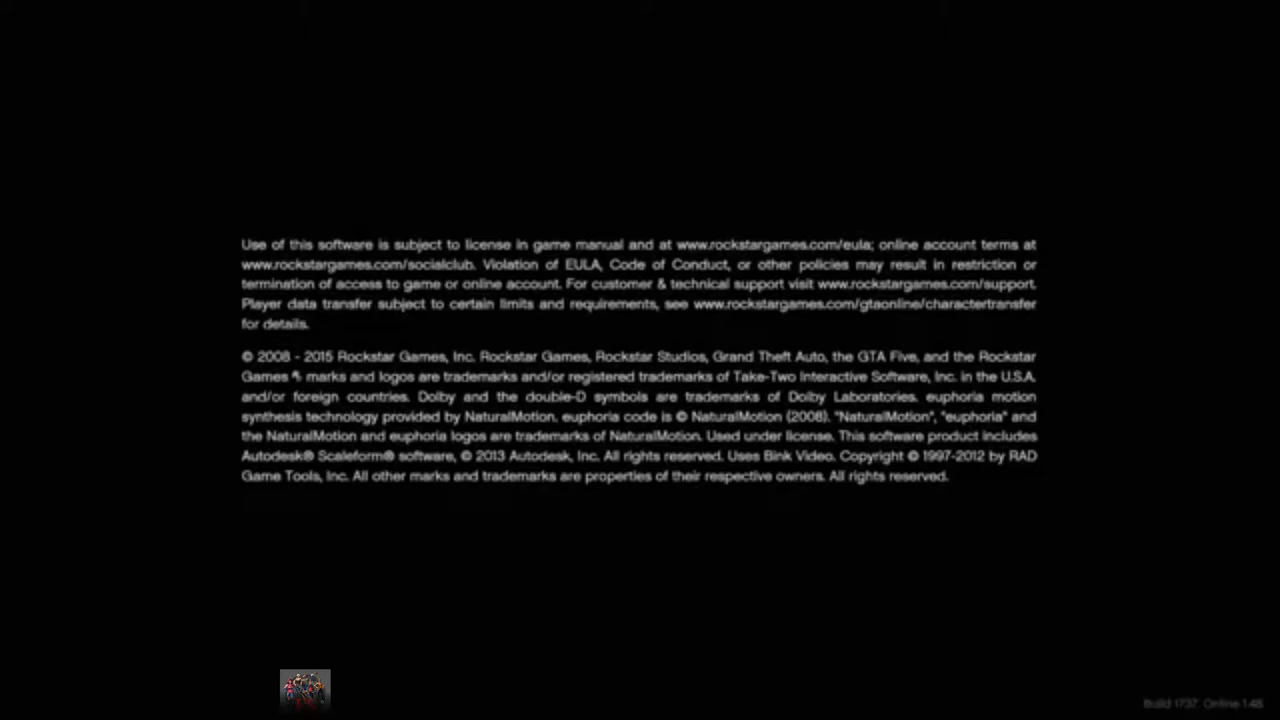 Use of this software is subject to license in game manual and at www.rockstargames.com/eula; online account terms at
www.rockstargames.com/socialclub. Violation of EULA, Code of Conduct, or other policies may result in restriction or
termination of access to game or online account. For customer & technical support visit www.rockstargames.com/support.
Player data transfer subject to certain limits and requirements, see www.rockstargames.com/gtaonline/charactertransfer
for details.
© 2008 - 2015 Rockstar Games, Inc. Rockstar Games, Rockstar Studios, Grand Theft Auto, the GTA Five, and the Rockstar
Games R* marks and logos are trademarks and/or registered trademarks of Take-Two Interactive Software, Inc. in the U.S.A.
and/or foreign countries. Dolby and the double-D symbols are trademarks of Dolby Laboratories. euphoria motion
synthesis technology provided by NaturalMotion. euphoria code is © NaturalMotion (2008). "NaturalMotion", "euphoria" and
the NaturalMotion and euphoria logos are trademarks of NaturalMotion. Used under license. This software product includes
Autodesk® Scaleform® software, © 2013 Autodesk, Inc. All rights reserved. Uses Bink Video. Copyright © 1997-2012 by RAD
Game Tools, Inc. All other marks and trademarks are properties of their respective owners. All rights reserved.
Build 1737, Online 1.48